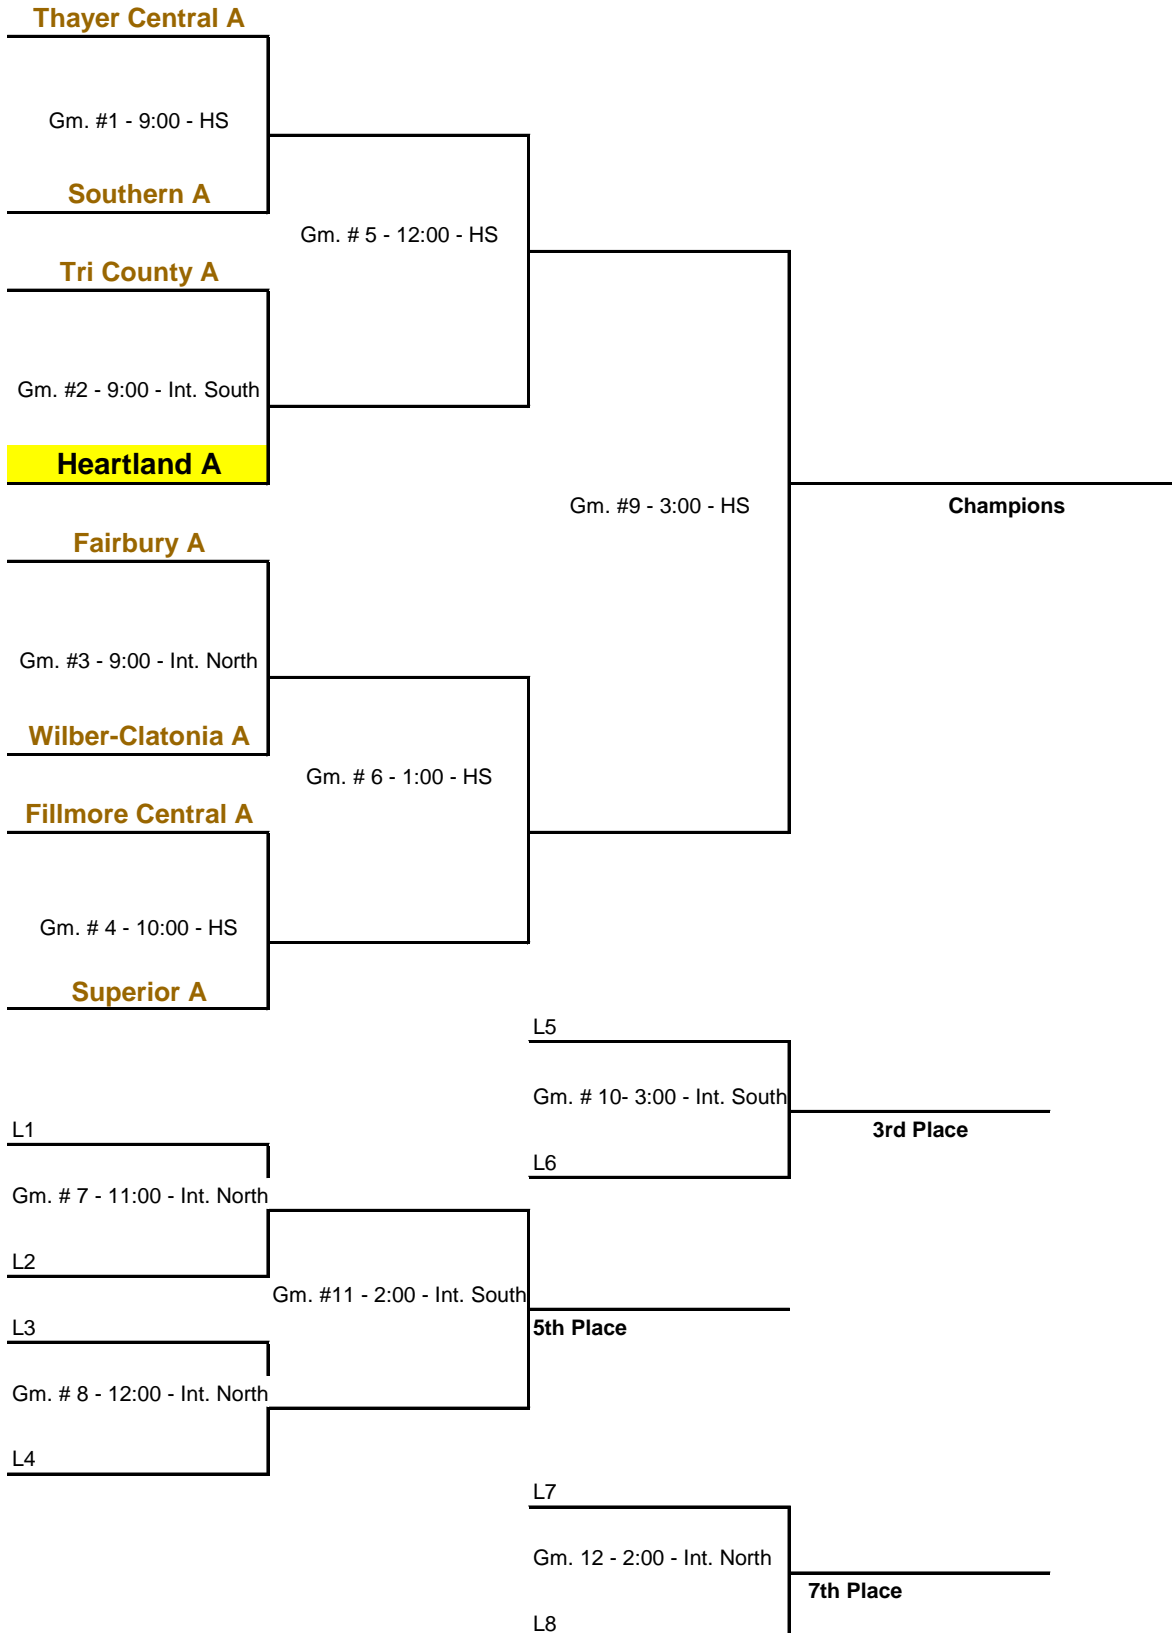 Thayer Central A
Gm. #1 - 9:00 - HS
Southern A
Gm. # 5 - 12:00 - HS
Tri County A
Gm. #2 - 9:00 - Int. South
Heartland A
Gm. #9 - 3:00 - HS
Champions
Fairbury A
Gm. #3 - 9:00 - Int. North
Wilber-Clatonia A
Gm. # 6 - 1:00 - HS
Fillmore Central A
Gm. # 4 - 10:00 - HS
Superior A
L5
Gm. # 10- 3:00 - Int. South
3rd Place
L6
L1
Gm. # 7 - 11:00 - Int. North
L2
Gm. #11 - 2:00 - Int. South
5th Place
L3
Gm. # 8 - 12:00 - Int. North
L4
L7
Gm. 12 - 2:00 - Int. North
7th Place
L8